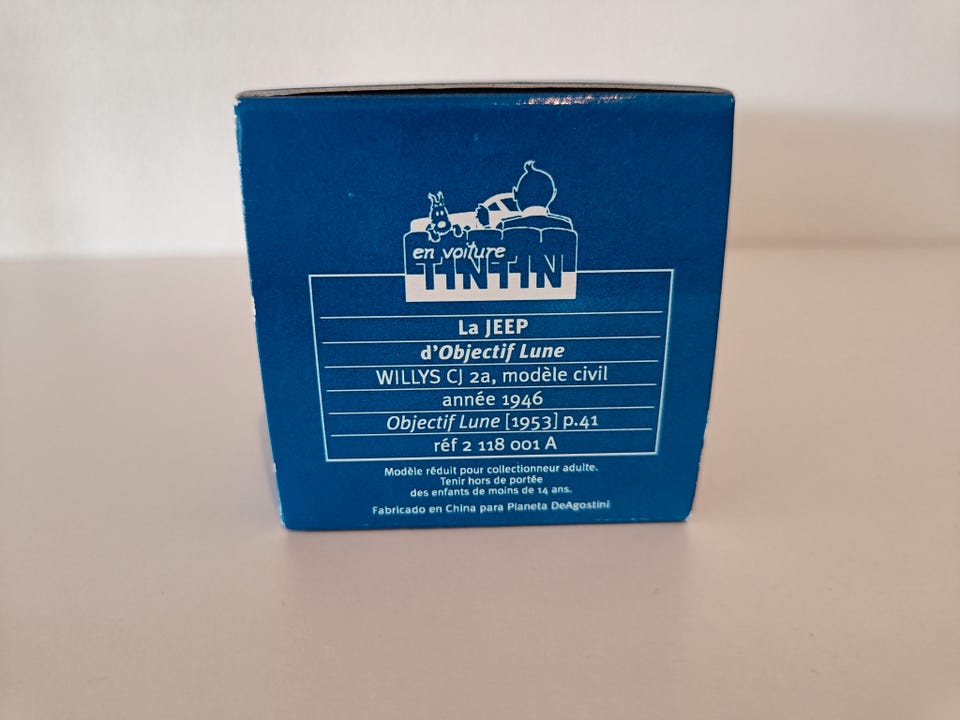 en voiture
TINTIN
La JEEP
d'Objectif Lune
WILLYS CJ 2a, modèle civil
année 1946
Objectif Lune [1953] p.41
réf 2 118 001 A
Modèle réduit pour collectionneur adulte.
Tenir hors de portée
des enfants de moins de 14 ans.
Fabricado en China para Planeta DeAgostini